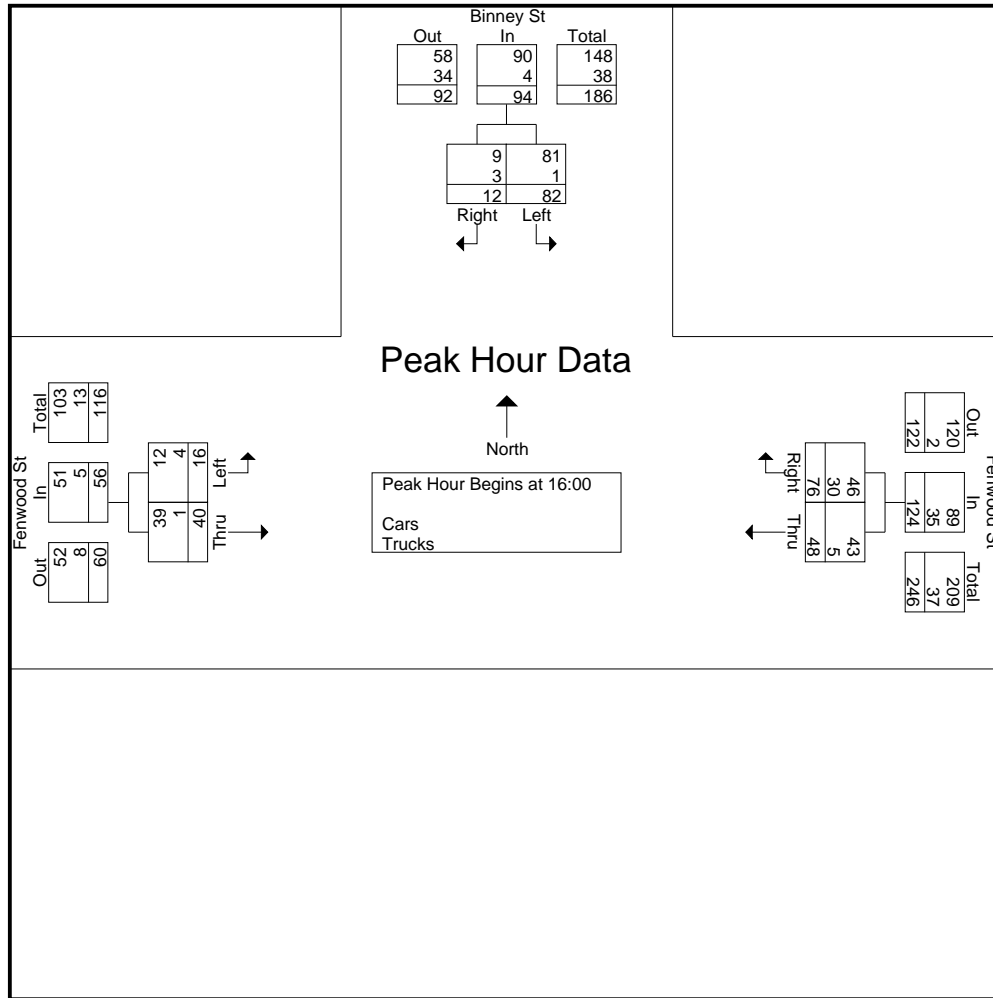 Binney St
Out In Total
58 90 148
34 4 38
92 94 186
9 81
3 1
12 82
Right Left
Peak Hour Data
North
Peak Hour Begins at 16:00
Cars
Trucks
Fenwood St
Out In Total
52 51 103
8 5 13
60 56 116
Thru Left
39 12
1 4
40 16
Fenwood St
Out In Total
120 89 209
2 35 37
122 124 246
Right Thru
46 43
30 5
76 48